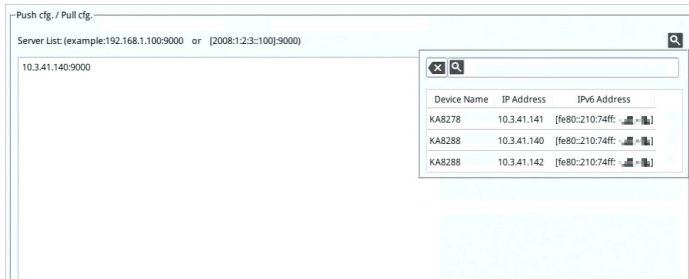 Push cfg. / Pull cfg.
Server List: (example:192.168.1.100:9000 or [2008:1:2:3::100]:9000)
10.3.41.140:9000
Device Name IP Address IPv6 Address
KA8278 10.3.41.141 [fe80::210:74ff:
KA8288 10.3.41.140 [fe80::210:74ff:
KA8288 10.3.41.142 [fe80::210:74ff: